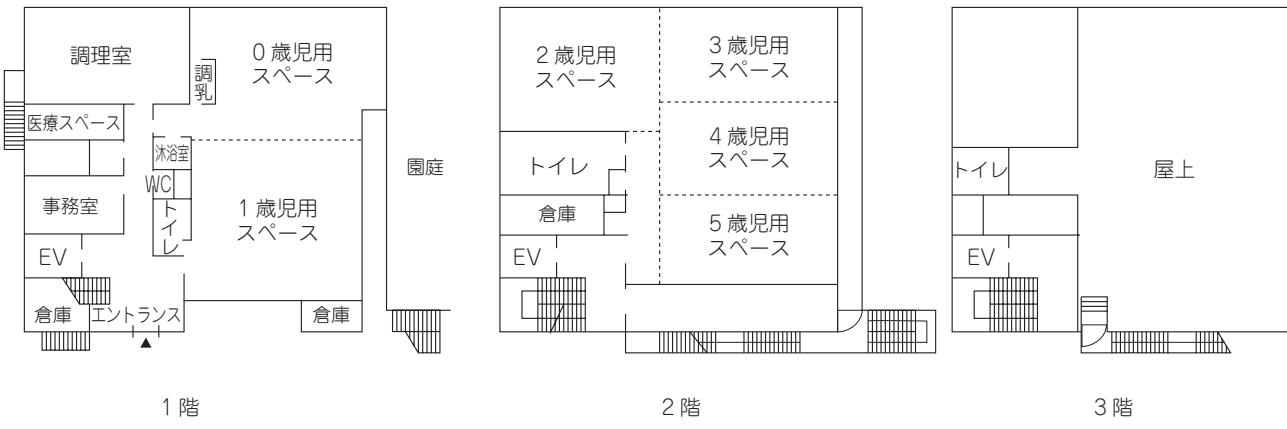 調理室
0歳児用
スペース
調乳
医療スペース
沐浴室
園庭
WC
事務室
トイレ
1歳児用
スペース
EV
倉庫
エントランス
倉庫
▲
1階
2歳児用
スペース
3歳児用
スペース
4歳児用
スペース
トイレ
倉庫
5歳児用
スペース
EV
2階
トイレ
屋上
EV
3階